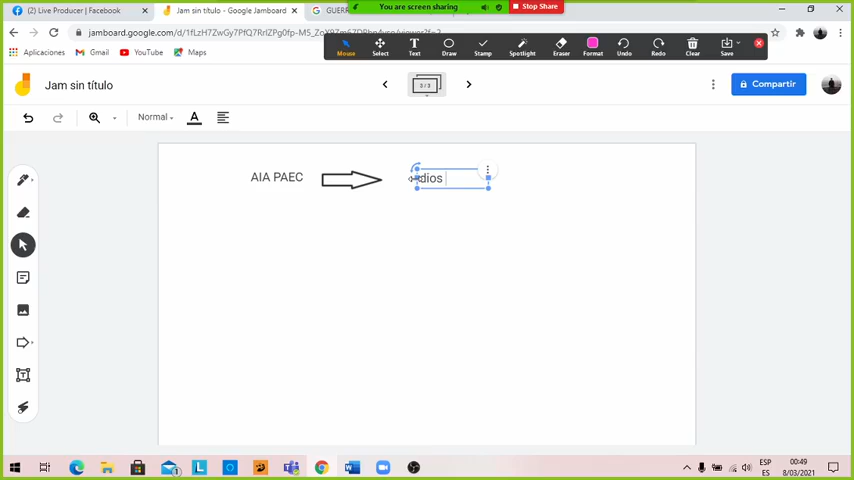 (2) Live Producer | Facebook
Jam sin título - Google Jamboard
GUERR
You are screen sharing
Stop Share
Aplicaciones
Gmail
YouTube
Maps
Mouse
Select
Text
Draw
Stamp
Spotlight
Eraser
Format
Undo
Redo
Clear
Save
Jam sin título
3 / 3
Compartir
Normal
AIA PAEC
dios
ESP
ES
00:49
8/03/2021